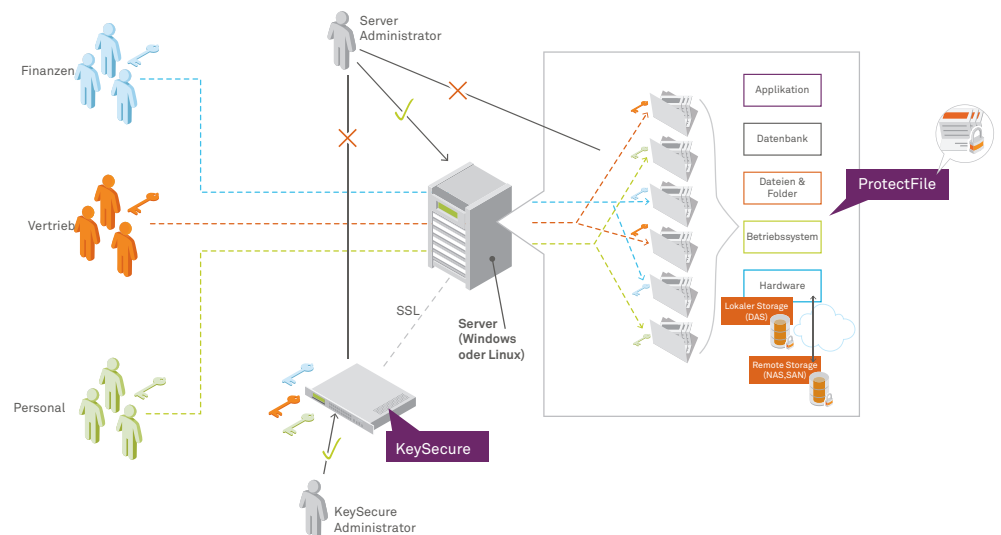 Server
Administrator
Finanzen
Applikation
Datenbank
Dateien &
Folder
ProtectFile
Vertrieb
Betriebssystem
Hardware
Lokaler Storage
(DAS)
SSL
Server
(Windows
oder Linux)
Remote Storage
(NAS,SAN)
Personal
KeySecure
KeySecure
Administrator